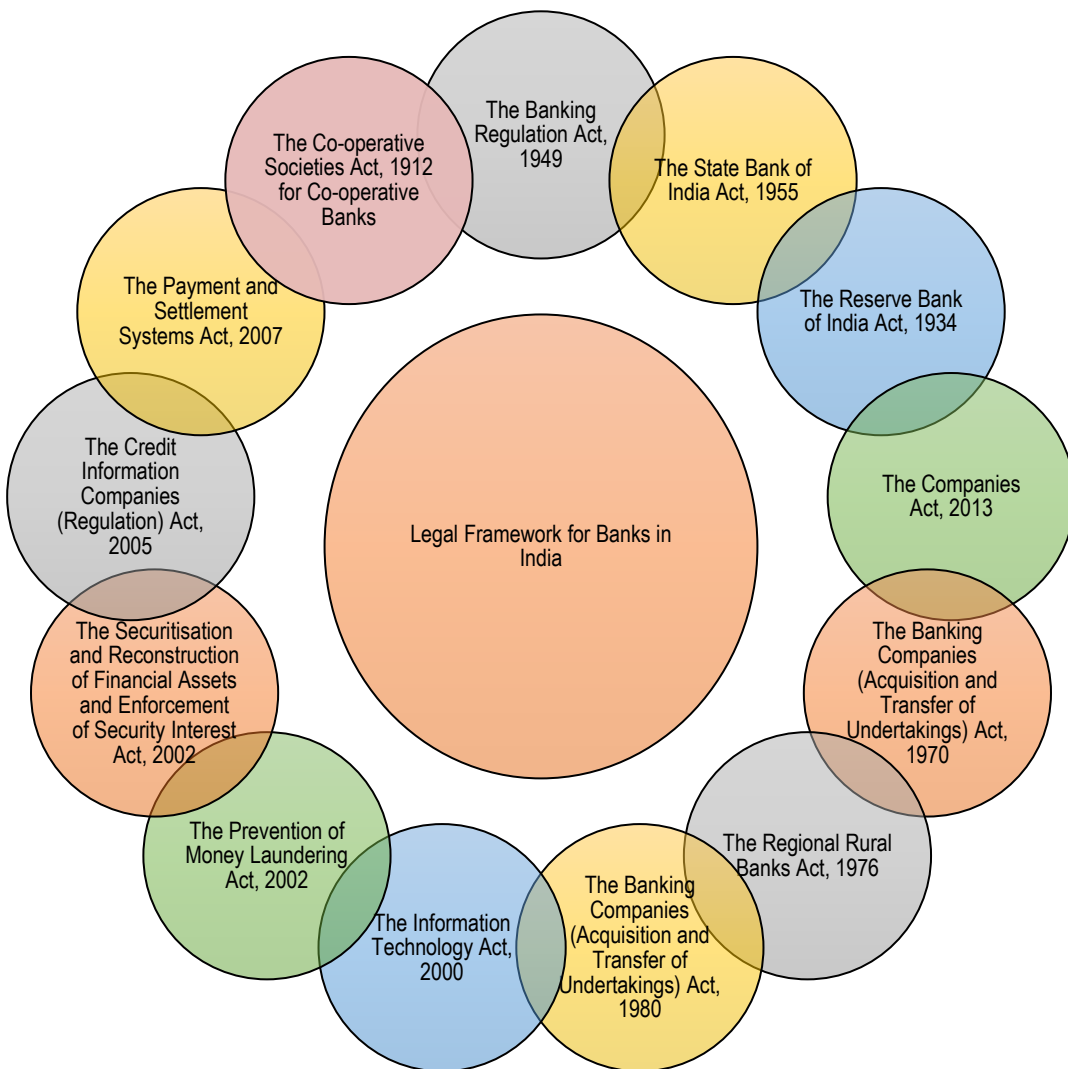 The Banking
Regulation Act,
1949
The State Bank of
India Act, 1955
The Reserve Bank
of India Act, 1934
The Companies
Act, 2013
The Banking
Companies
(Acquisition and
Transfer of
Undertakings) Act,
1970
The Regional Rural
Banks Act, 1976
The Banking
Companies
(Acquisition and
Transfer of
Undertakings) Act,
1980
The Information
Technology Act,
2000
The Prevention of
Money Laundering
Act, 2002
The Securitisation
and Reconstruction
of Financial Assets
and Enforcement
of Security Interest
Act, 2002
The Credit
Information
Companies
(Regulation) Act,
2005
The Payment and
Settlement
Systems Act, 2007
The Co-operative
Societies Act, 1912
for Co-operative
Banks
Legal Framework for Banks in
India